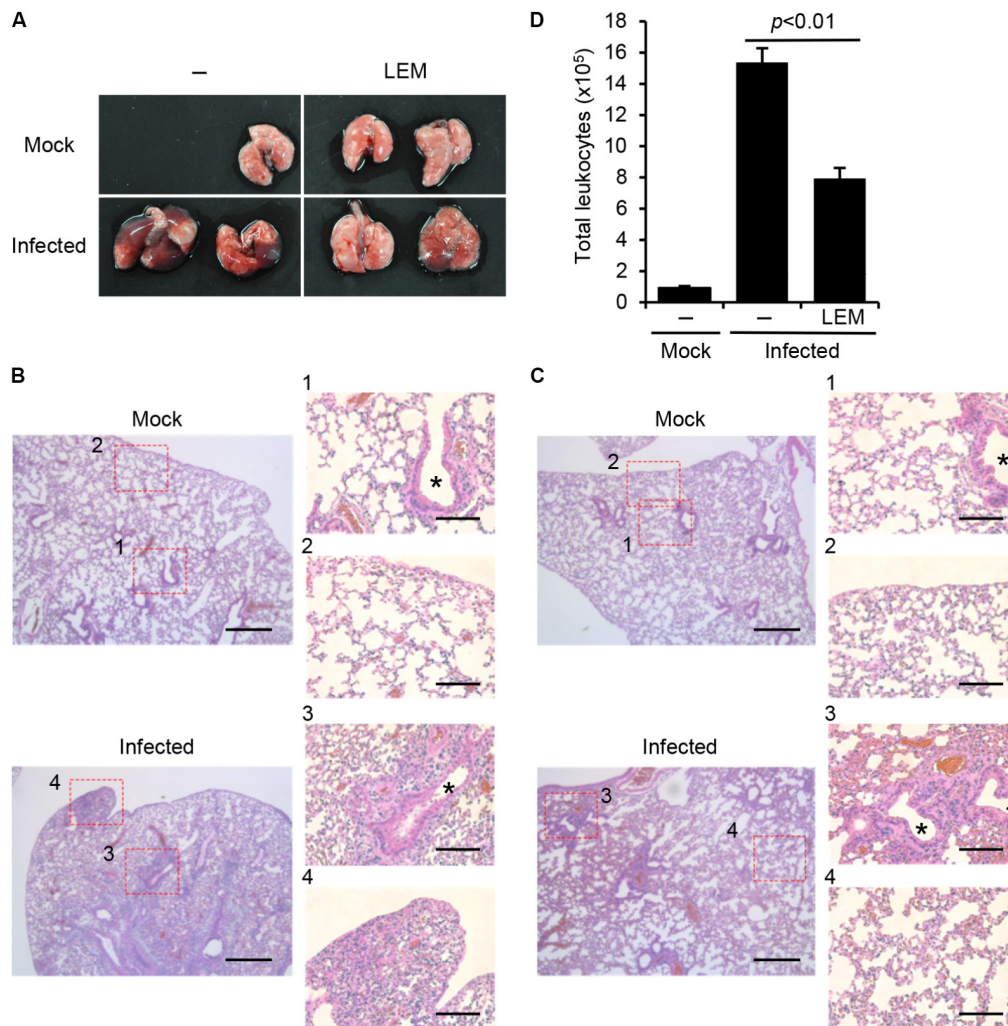 A
– LEM
Mock
Infected
D
p<0.01
Total leukocytes (x10⁵)
18
16
14
12
10
8
6
4
2
0
– – LEM
Mock Infected
B
Mock
2
1
1
*
2
Infected
4
3
3
*
4
C
Mock
2
1
1
*
2
Infected
3
4
3
*
4